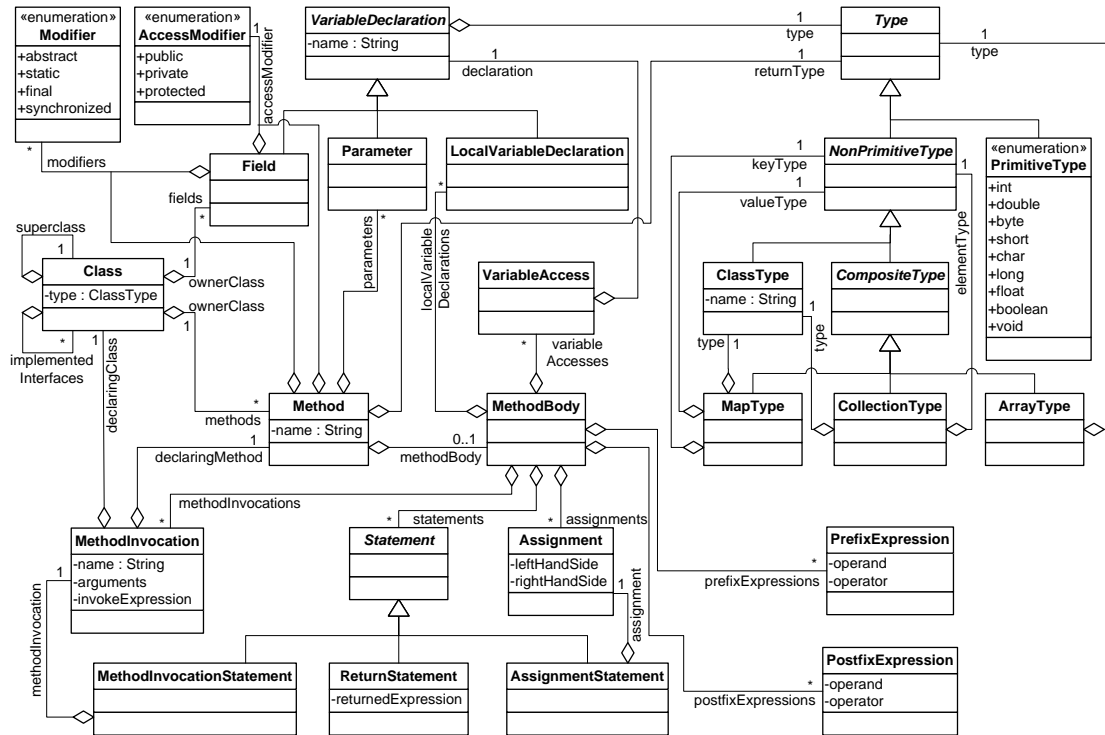 «enumeration»
Modifier
+abstract
+static
+final
+synchronized
«enumeration»
AccessModifier
+public
+private
+protected
1
accessModifier
VariableDeclaration
-name : String
1
declaration
1
type
1
returnType
Type
1
type
*
modifiers
Field
fields
*
Parameter
*
parameters
LocalVariableDeclaration
*
localVariable
Declarations
NonPrimitiveType
1
keyType
1
valueType
1
elementType
«enumeration»
PrimitiveType
+int
+double
+byte
+short
+char
+long
+float
+boolean
+void
superclass
1
Class
-type : ClassType
1
ownerClass
ownerClass
1
*
implemented
Interfaces
1
declaringClass
VariableAccess
*
variable
Accesses
ClassType
-name : String
1
type
type
1
CompositeType
MapType
CollectionType
ArrayType
*
methods
Method
-name : String
1
declaringMethod
MethodBody
0..1
methodBody
methodInvocations
*
*
statements
*
assignments
MethodInvocation
-name : String
-arguments
-invokeExpression
1
methodInvocation
Statement
Assignment
-leftHandSide
-rightHandSide
1
assignment
PrefixExpression
-operand
-operator
*
prefixExpressions
MethodInvocationStatement
ReturnStatement
-returnedExpression
AssignmentStatement
PostfixExpression
-operand
-operator
*
postfixExpressions